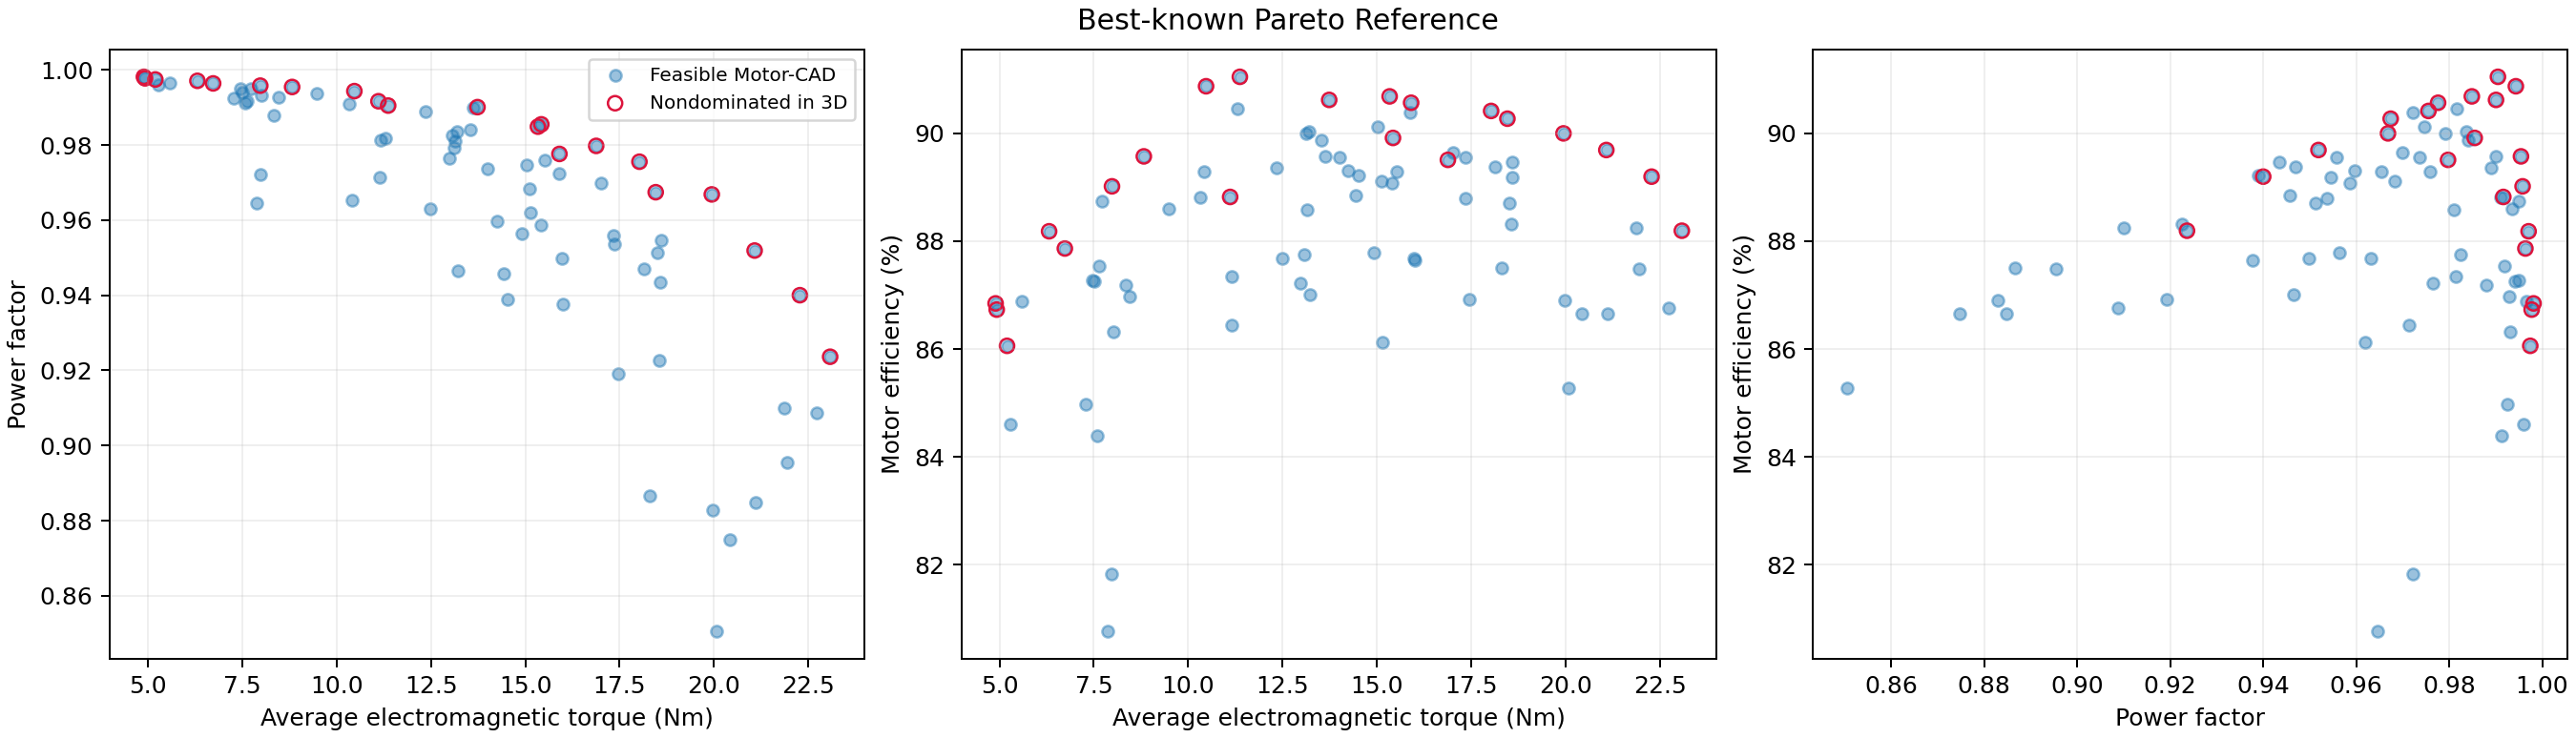 Best-known Pareto Reference
Feasible Motor-CAD
Nondominated in 3D
Power factor
1.00
0.98
0.96
0.94
0.92
0.90
0.88
0.86
5.0 7.5 10.0 12.5 15.0 17.5 20.0 22.5
Average electromagnetic torque (Nm)
Motor efficiency (%)
90
88
86
84
82
5.0 7.5 10.0 12.5 15.0 17.5 20.0 22.5
Average electromagnetic torque (Nm)
Motor efficiency (%)
90
88
86
84
82
0.86 0.88 0.90 0.92 0.94 0.96 0.98 1.00
Power factor